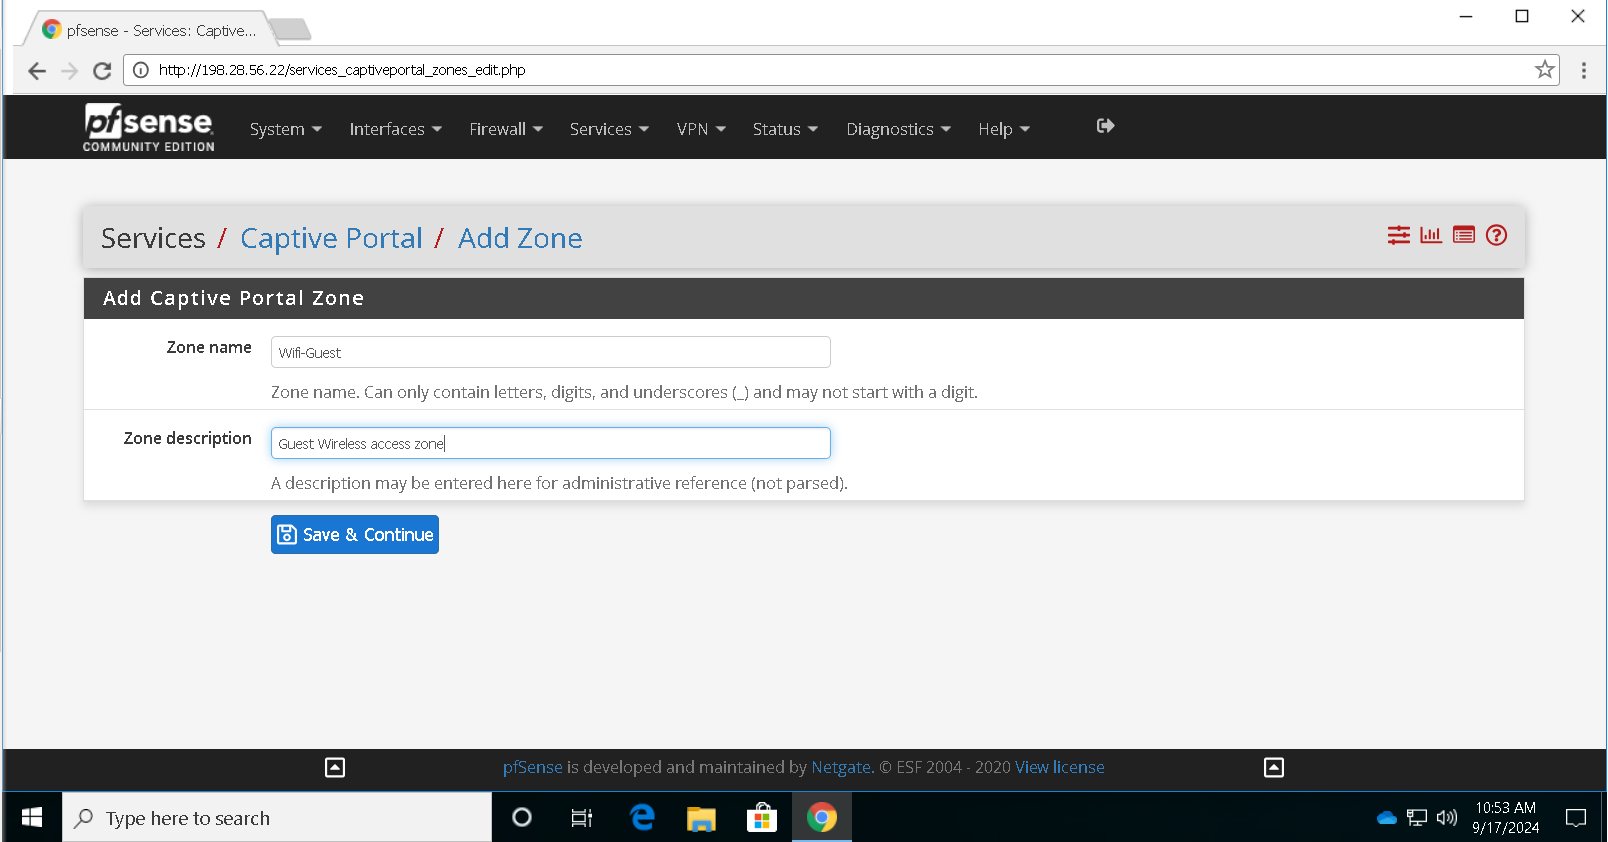 pfsense - Services: Captive...
http://198.28.56.22/services_captiveportal_zones_edit.php
pfsense
COMMUNITY EDITION
System Interfaces Firewall Services VPN Status Diagnostics Help
Services / Captive Portal / Add Zone
Add Captive Portal Zone
Zone name
Wifi-Guest
Zone name. Can only contain letters, digits, and underscores (_) and may not start with a digit.
Zone description
Guest Wireless access zone
A description may be entered here for administrative reference (not parsed).
Save & Continue
pfSense is developed and maintained by Netgate. © ESF 2004 - 2020 View license
Type here to search
10:53 AM
9/17/2024